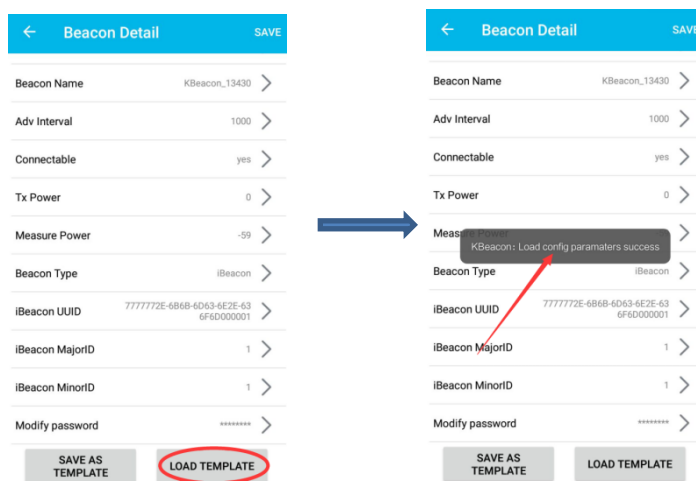 Beacon Detail
SAVE
Beacon Name
KBeacon_13430
Adv Interval
1000
Connectable
yes
Tx Power
0
Measure Power
-59
Beacon Type
iBeacon
iBeacon UUID
7777772E-6B6B-6D63-6E2E-63
6F6D000001
iBeacon MajorID
1
iBeacon MinorID
1
Modify password
********
SAVE AS
TEMPLATE
LOAD TEMPLATE
Beacon Detail
SAVE
Beacon Name
KBeacon_13430
Adv Interval
1000
Connectable
yes
Tx Power
0
Measure Power
KBeacon: Load config paramaters success
Beacon Type
iBeacon
iBeacon UUID
7777772E-6B6B-6D63-6E2E-63
6F6D000001
iBeacon MajorID
1
iBeacon MinorID
1
Modify password
********
SAVE AS
TEMPLATE
LOAD TEMPLATE